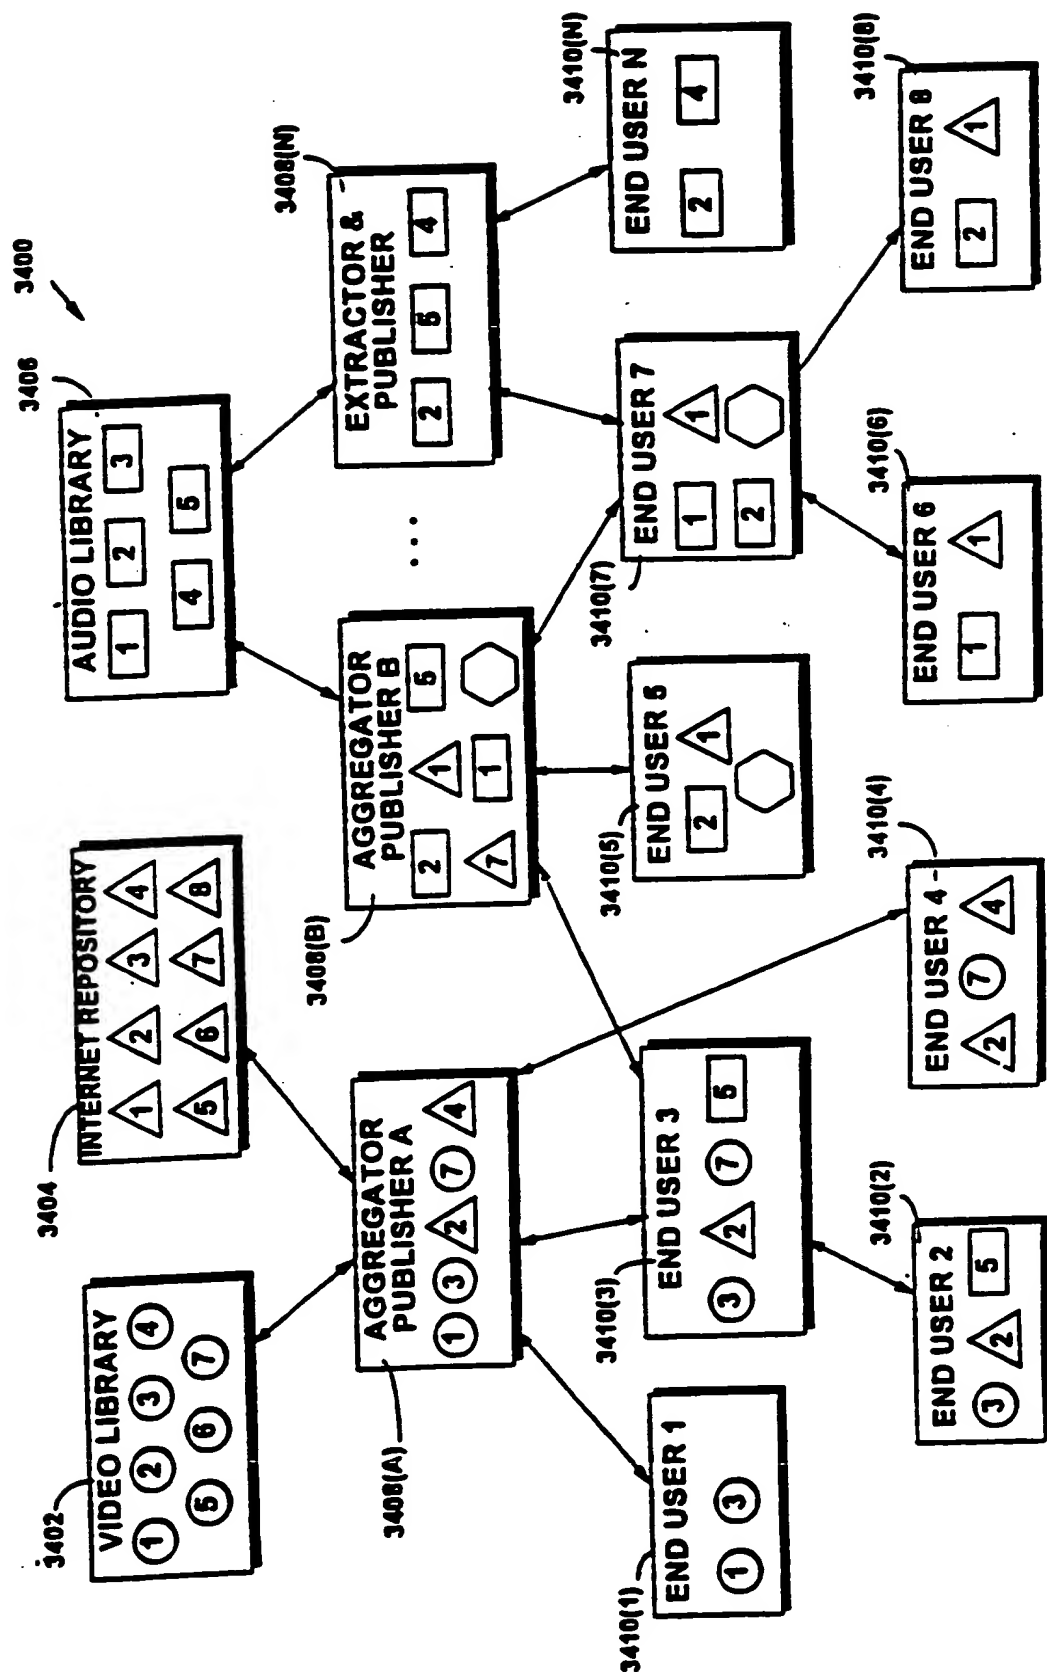 3400
3402
VIDEO LIBRARY
1 2 3 4
5 6 7
3404
INTERNET REPOSITORY
1 2 3 4
5 6 7 8
3406
AUDIO LIBRARY
1 2 3
4 5
3408(A)
AGGREGATOR
PUBLISHER A
1 3 2 7 4
3408(B)
AGGREGATOR
PUBLISHER B
2 1 5
7 1
...
3408(N)
EXTRACTOR &
PUBLISHER
2 5 4
3410(1)
END USER 1
1 3
3410(3)
END USER 3
3 2 7 5
3410(5)
END USER 5
2 1
3410(7)
END USER 7
1 1
2
3410(N)
END USER N
2 4
3410(2)
END USER 2
3 2 5
3410(4)
END USER 4
2 7 4
3410(6)
END USER 6
1 1
3410(8)
END USER 8
2 1